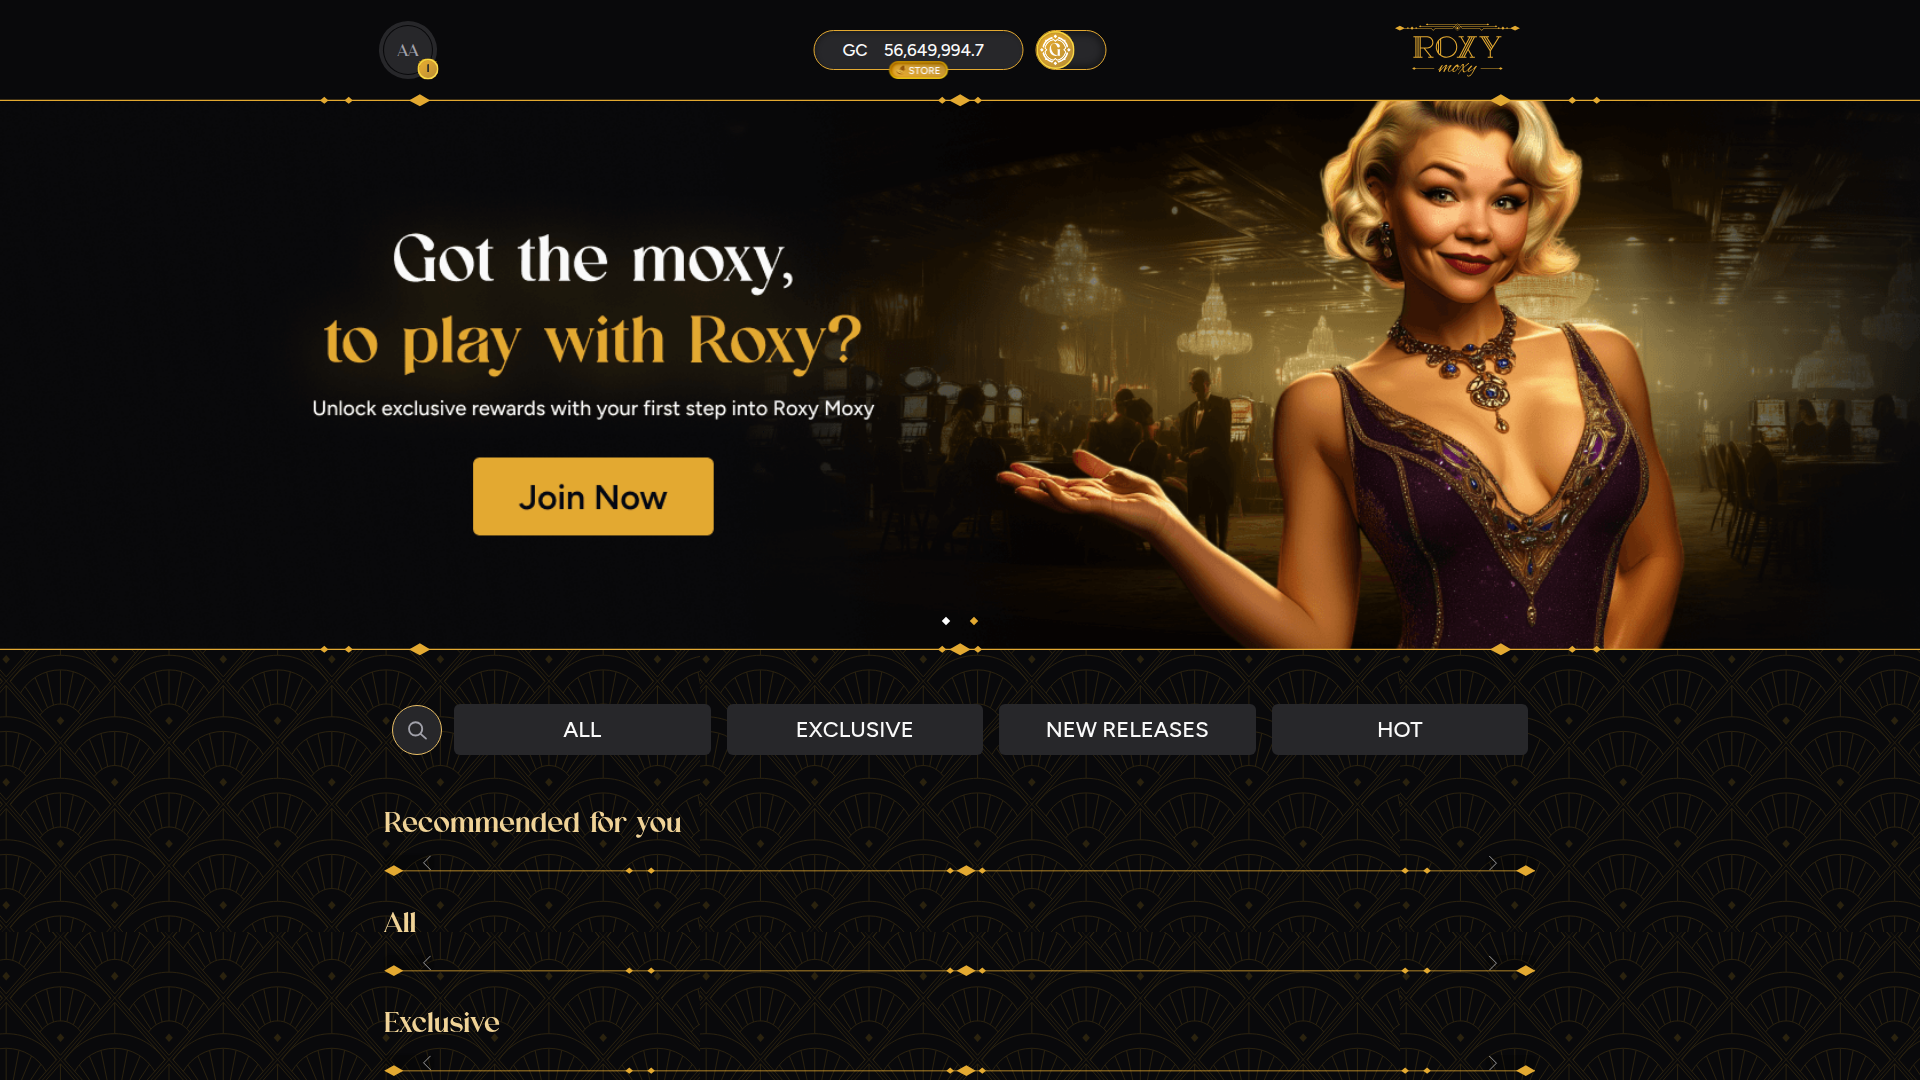 AA
I
GC 56,649,994.7
STORE
G
ROXY
moxy
Got the moxy,
to play with Roxy?
Unlock exclusive rewards with your first step into Roxy Moxy
Join Now
ALL
EXCLUSIVE
NEW RELEASES
HOT
Recommended for you
All
Exclusive